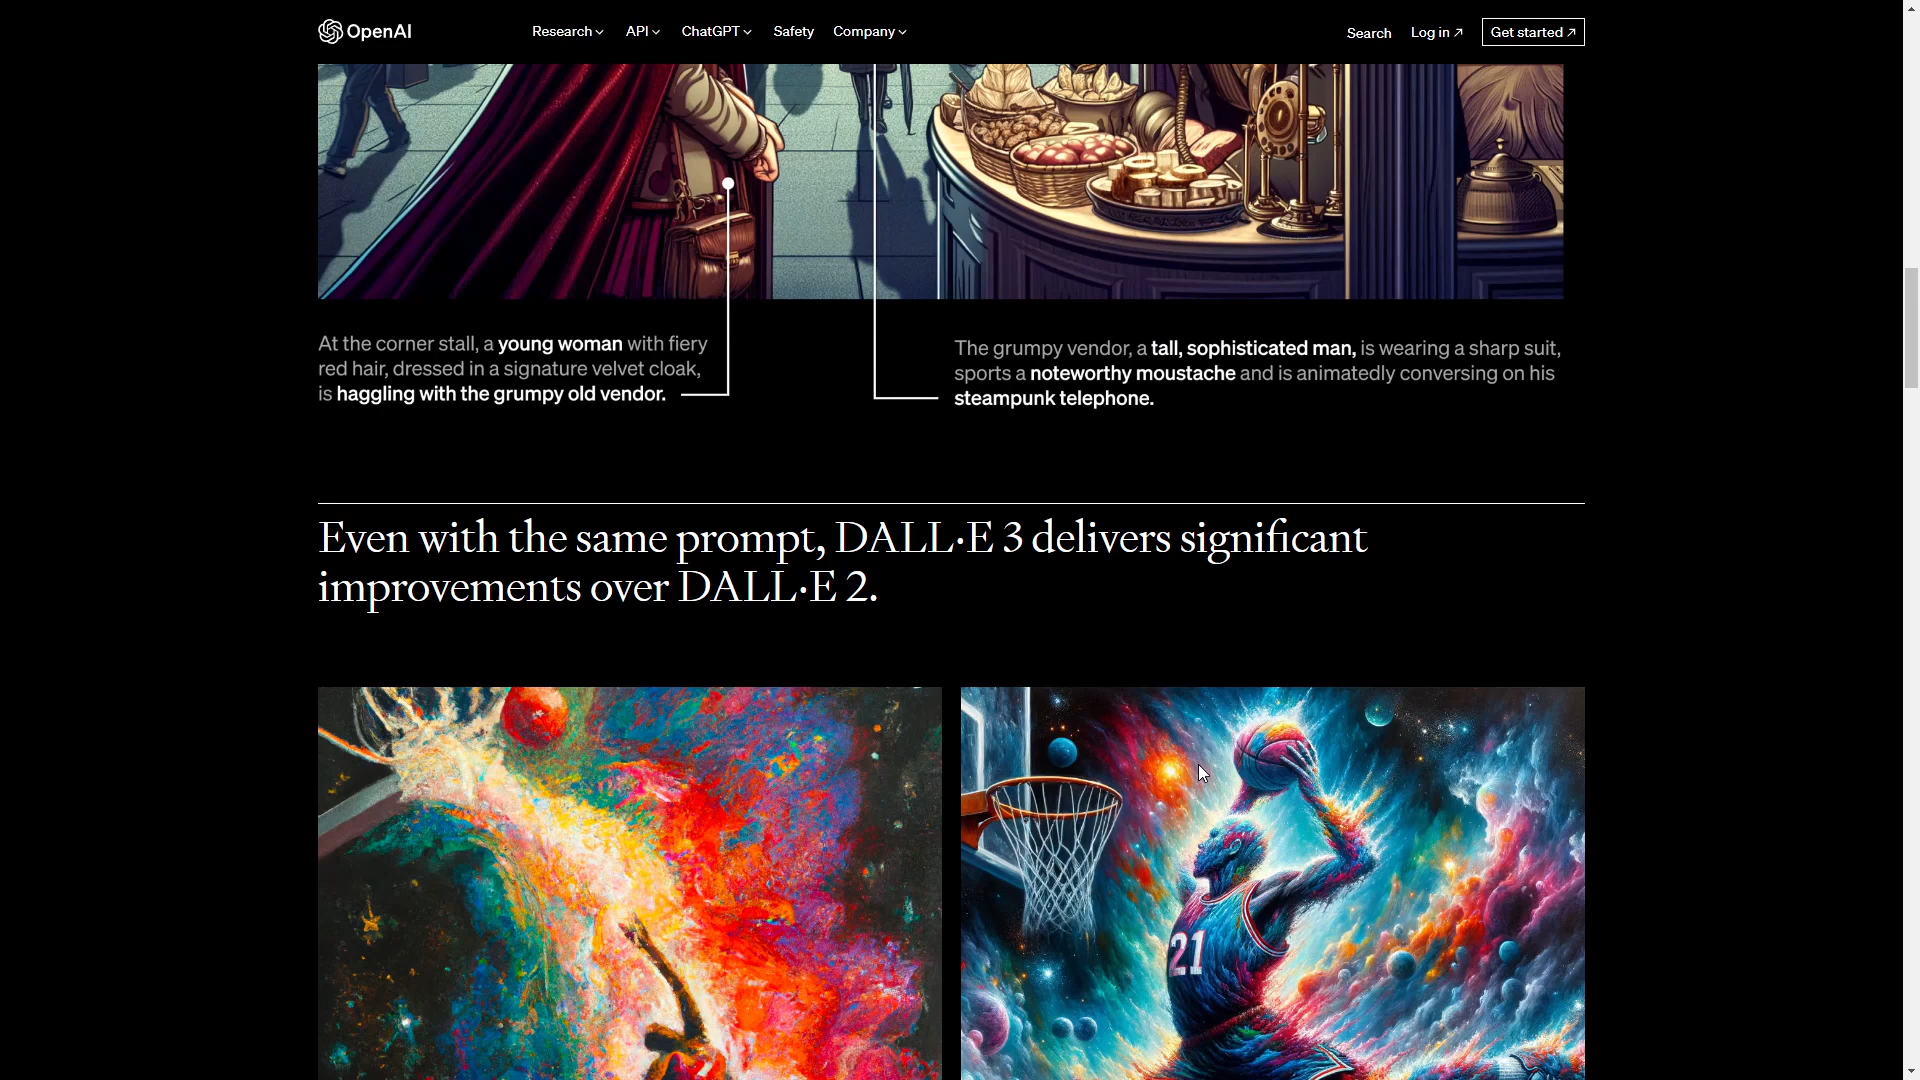 OpenAI
Research API ChatGPT Safety Company
Search Log in ↗ Get started ↗
At the corner stall, a young woman with fiery
red hair, dressed in a signature velvet cloak,
is haggling with the grumpy old vendor.
The grumpy vendor, a tall, sophisticated man, is wearing a sharp suit,
sports a noteworthy moustache and is animatedly conversing on his
steampunk telephone.
Even with the same prompt, DALL·E 3 delivers significant
improvements over DALL·E 2.
21